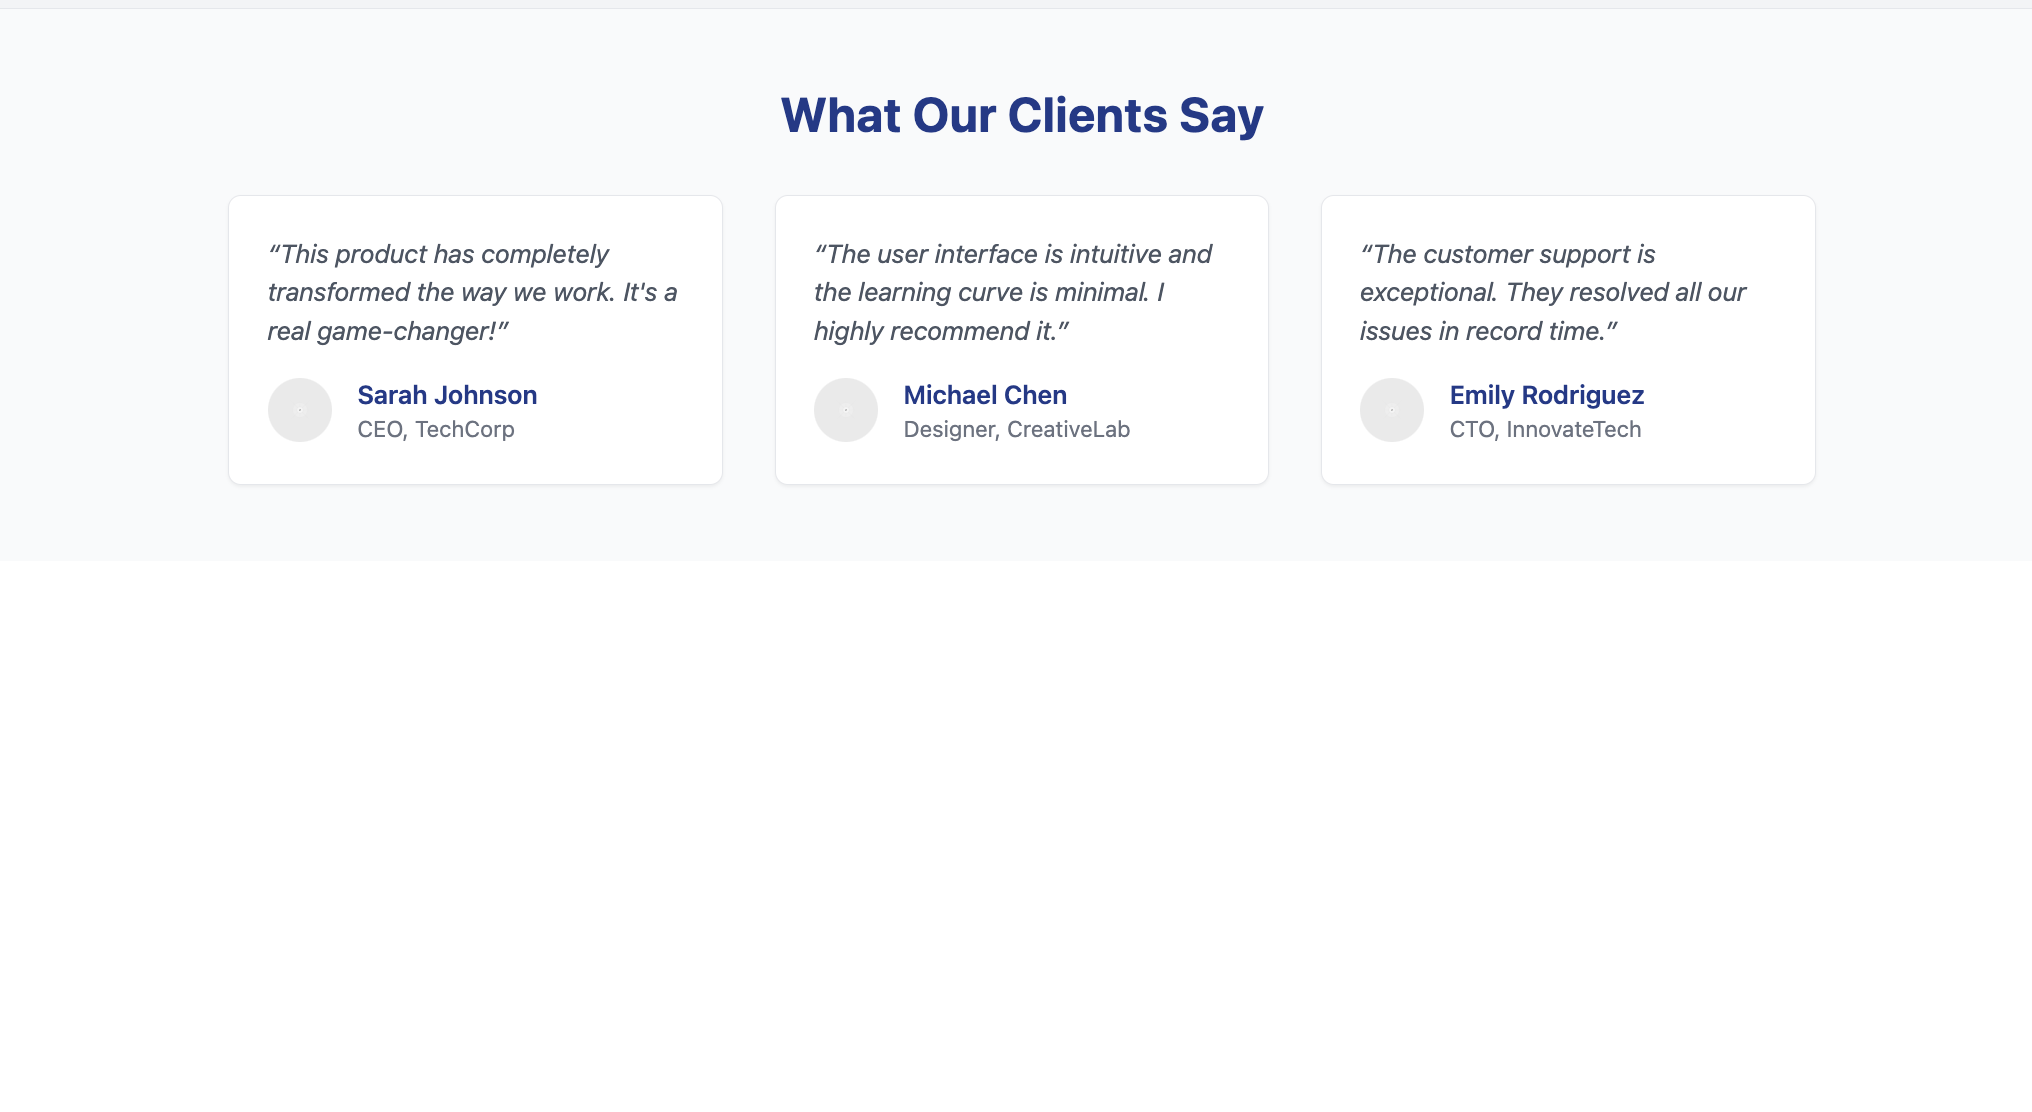 What Our Clients Say
“This product has completely
transformed the way we work. It's a
real game-changer!”
Sarah Johnson
CEO, TechCorp
“The user interface is intuitive and
the learning curve is minimal. I
highly recommend it.”
Michael Chen
Designer, CreativeLab
“The customer support is
exceptional. They resolved all our
issues in record time.”
Emily Rodriguez
CTO, InnovateTech